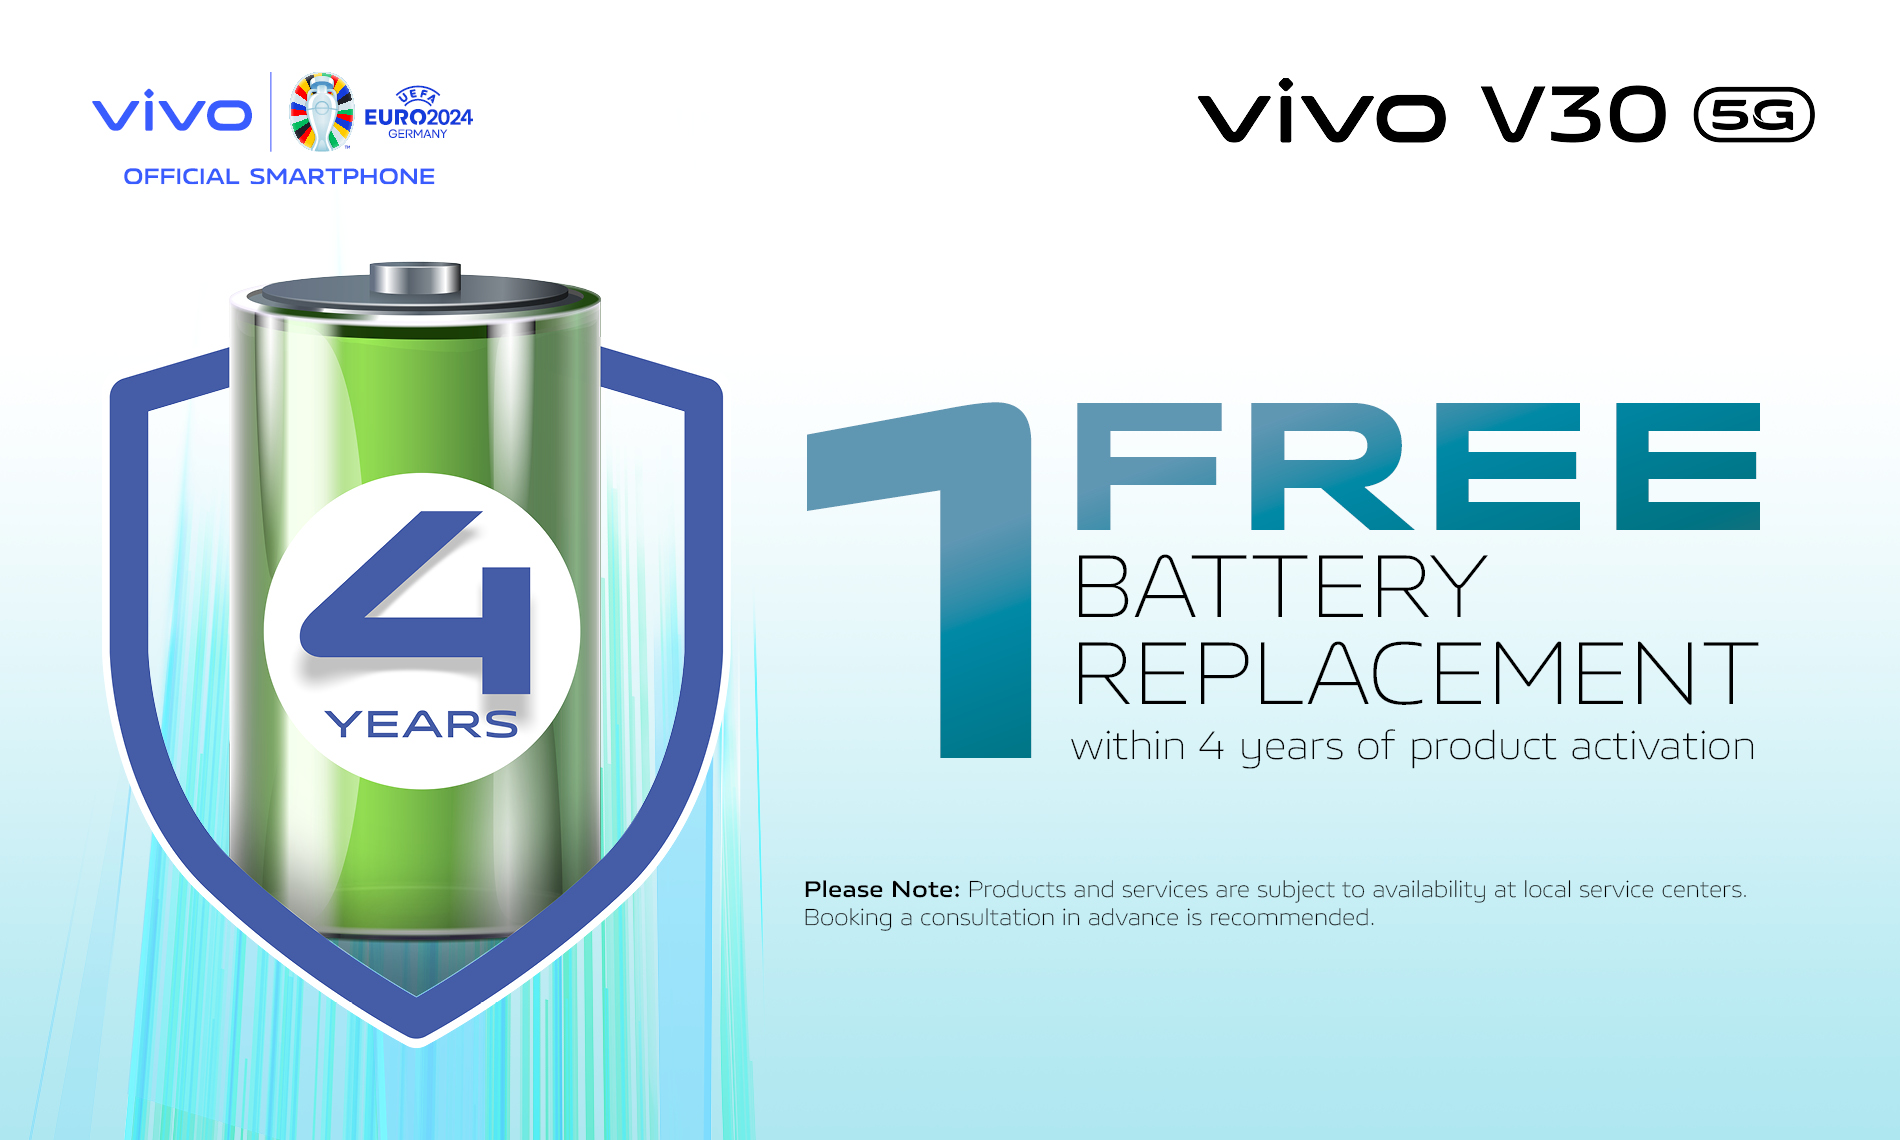 vivo
UEFA
EURO2024
GERMANY
OFFICIAL SMARTPHONE
vivo V30 5G
4
YEARS
1 FREE
BATTERY
REPLACEMENT
within 4 years of product activation
Please Note: Products and services are subject to availability at local service centers.
Booking a consultation in advance is recommended.